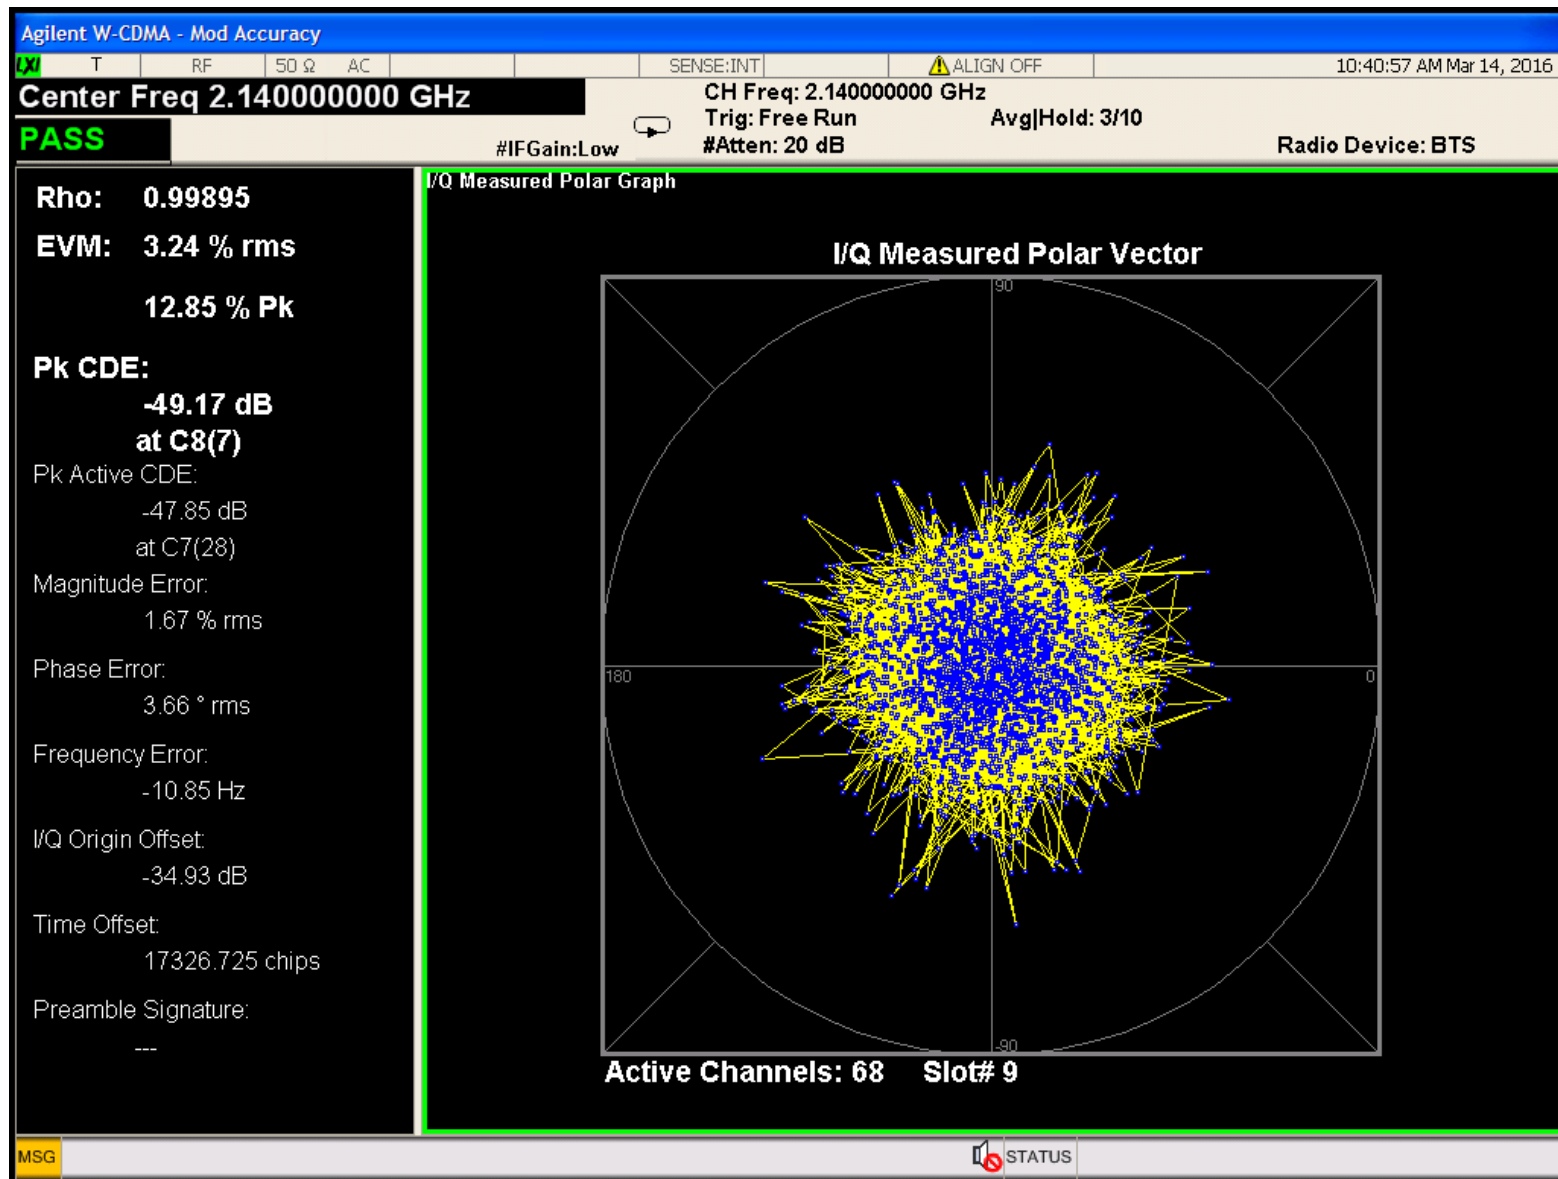 Agilent W-CDMA - Mod Accuracy
LXI T RF 50 Ω AC SENSE:INT ALIGN OFF 10:40:57 AM Mar 14, 2016
Center Freq 2.140000000 GHz
CH Freq: 2.140000000 GHz
Trig: Free Run Avg|Hold: 3/10
PASS
#IFGain:Low #Atten: 20 dB Radio Device: BTS
Rho: 0.99895
EVM: 3.24 % rms
12.85 % Pk
Pk CDE:
-49.17 dB
at C8(7)
Pk Active CDE:
-47.85 dB
at C7(28)
Magnitude Error:
1.67 % rms
Phase Error:
3.66 ° rms
Frequency Error:
-10.85 Hz
I/Q Origin Offset:
-34.93 dB
Time Offset:
17326.725 chips
Preamble Signature:
---
I/Q Measured Polar Graph
I/Q Measured Polar Vector
90
180 0
-90
Active Channels: 68 Slot# 9
MSG STATUS